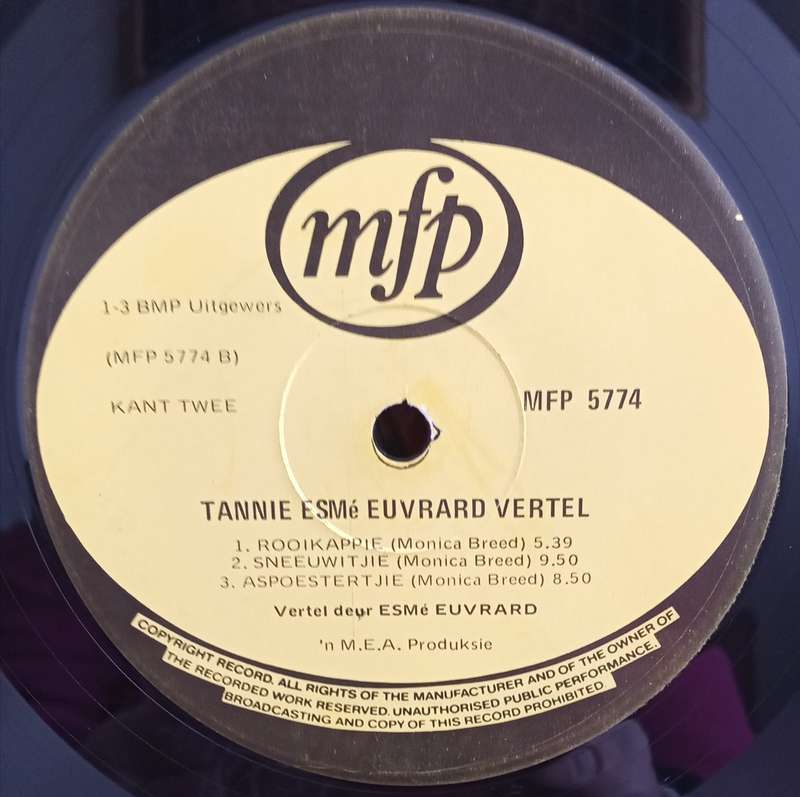 mfp
1-3 BMP Uitgewers
(MFP 5774 B)
KANT TWEE
MFP 5774
TANNIE ESMé EUVRARD VERTEL
1. ROOIKAPPIE (Monica Breed) 5.39
2. SNEEUWITJIE (Monica Breed) 9.50
3. ASPOESTERTJIE (Monica Breed) 8.50
Vertel deur ESMé EUVRARD
'n M.E.A. Produksie
COPYRIGHT RECORD. ALL RIGHTS OF THE MANUFACTURER AND OF THE OWNER OF
THE RECORDED WORK RESERVED. UNAUTHORISED PUBLIC PERFORMANCE.
BROADCASTING AND COPY OF THIS RECORD PROHIBITED